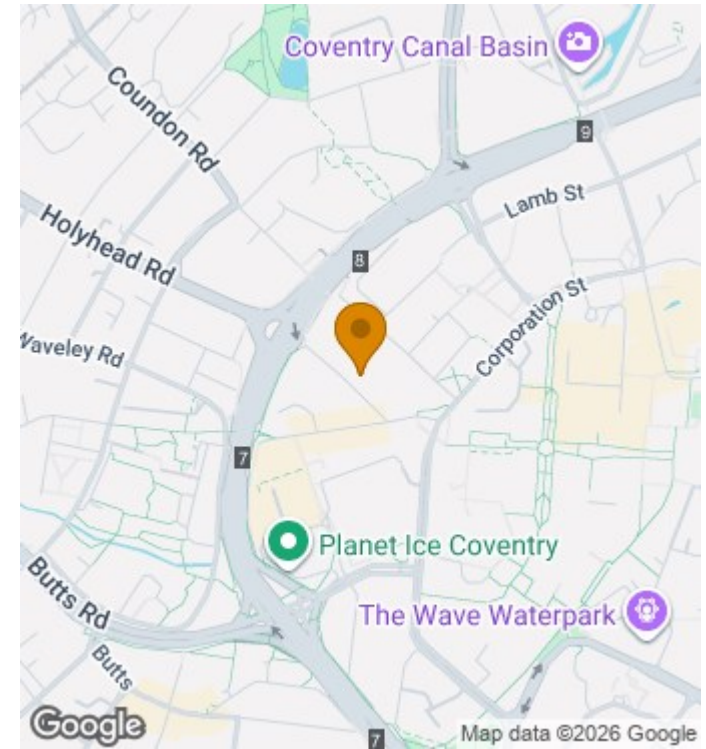 Coventry Canal Basin
Coundon Rd
9
Lamb St
Holyhead Rd
8
Corporation St
Waveley Rd
7
Planet Ice Coventry
Butts Rd
The Wave Waterpark
Butts
Google
7
Map data ©2026 Google